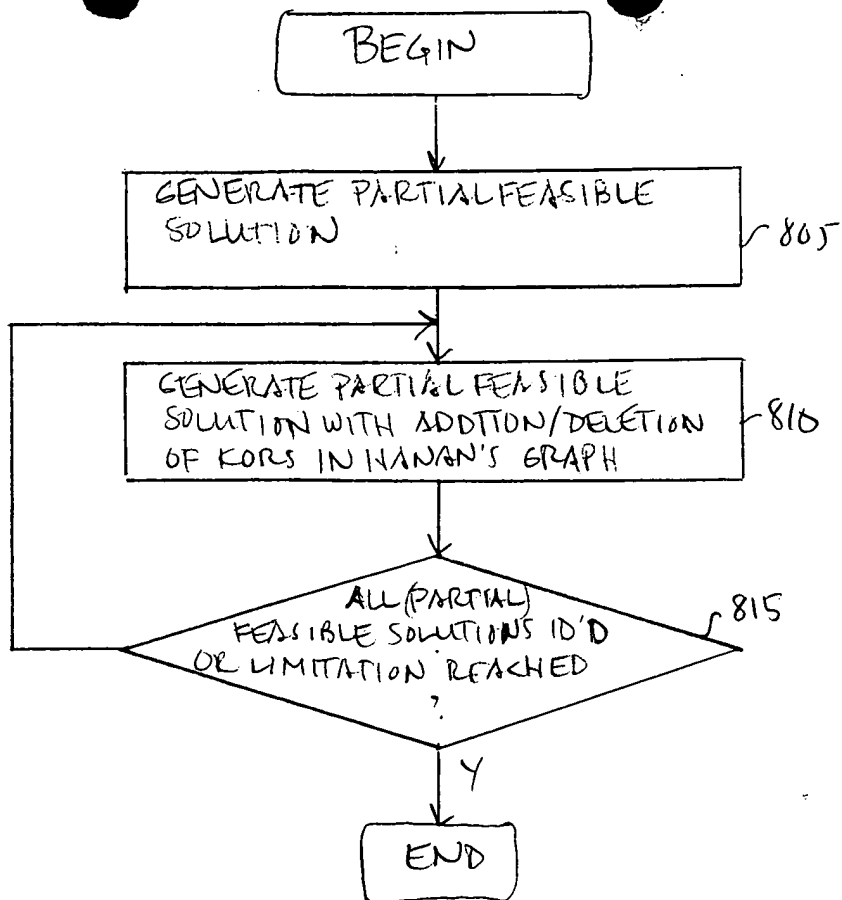 BEGIN
GENERATE PARTIAL FEASIBLE
SOLUTION
805
GENERATE PARTIAL FEASIBLE
SOLUTION WITH ADDTION/DELETION
OF KORS IN HANAN'S GRAPH
810
ALL (PARTIAL)
FEASIBLE SOLUTIONS ID'D
OR LIMITATION REACHED
?
815
Y
END